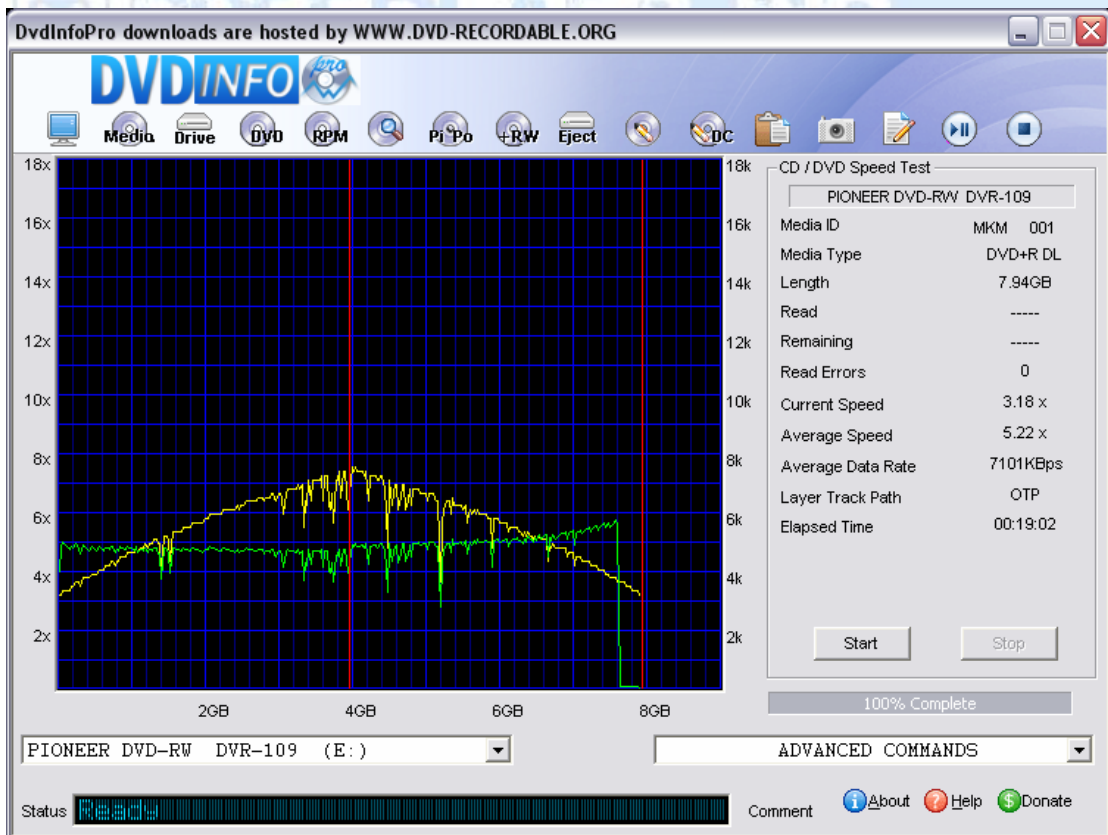 DvdInfoPro downloads are hosted by WWW.DVD-RECORDABLE.ORG
DVDINFO pro
Media Drive DVD RPM Pi Po +RW Eject DC
18x
16x
14x
12x
10x
8x
6x
4x
2x
18k
16k
14k
12k
10k
8k
6k
4k
2k
2GB 4GB 6GB 8GB
CD / DVD Speed Test
PIONEER DVD-RW DVR-109
Media ID MKM 001
Media Type DVD+R DL
Length 7.94GB
Read -----
Remaining -----
Read Errors 0
Current Speed 3.18 x
Average Speed 5.22 x
Average Data Rate 7101KBps
Layer Track Path OTP
Elapsed Time 00:19:02
Start Stop
100% Complete
PIONEER DVD-RW DVR-109 (E:) ADVANCED COMMANDS
Status Ready Comment About Help Donate